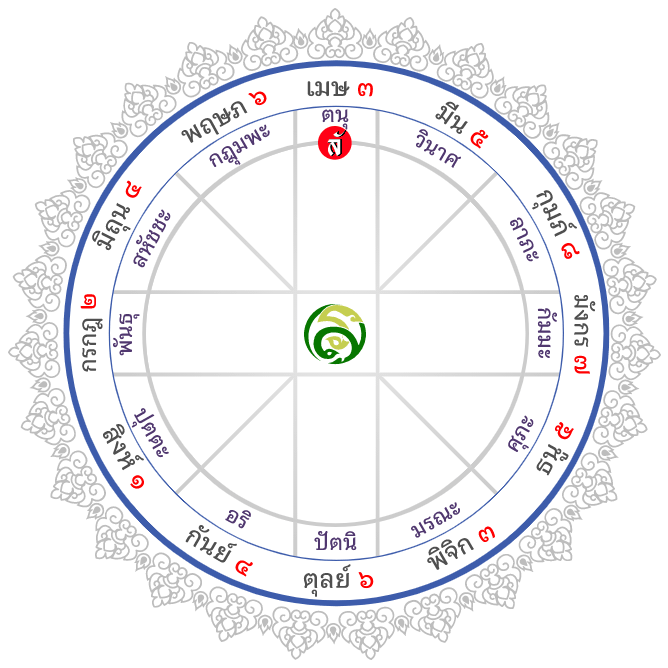 เมษ ๓
พฤษภ ๖
มิถุน ๔
กรกฎ ๒
สิงห์ ๑
กันย์ ๔
ตุลย์ ๖
พิจิก ๓
ธนู ๕
มังกร ๗
กุมภ์ ๘
มีน ๕
ตนุ
กฎุมพะ
สหัชชะ
พันธุ
ปุตตะ
อริ
ปัตนิ
มรณะ
ศุภะ
กัมมะ
ลาภะ
วินาศ